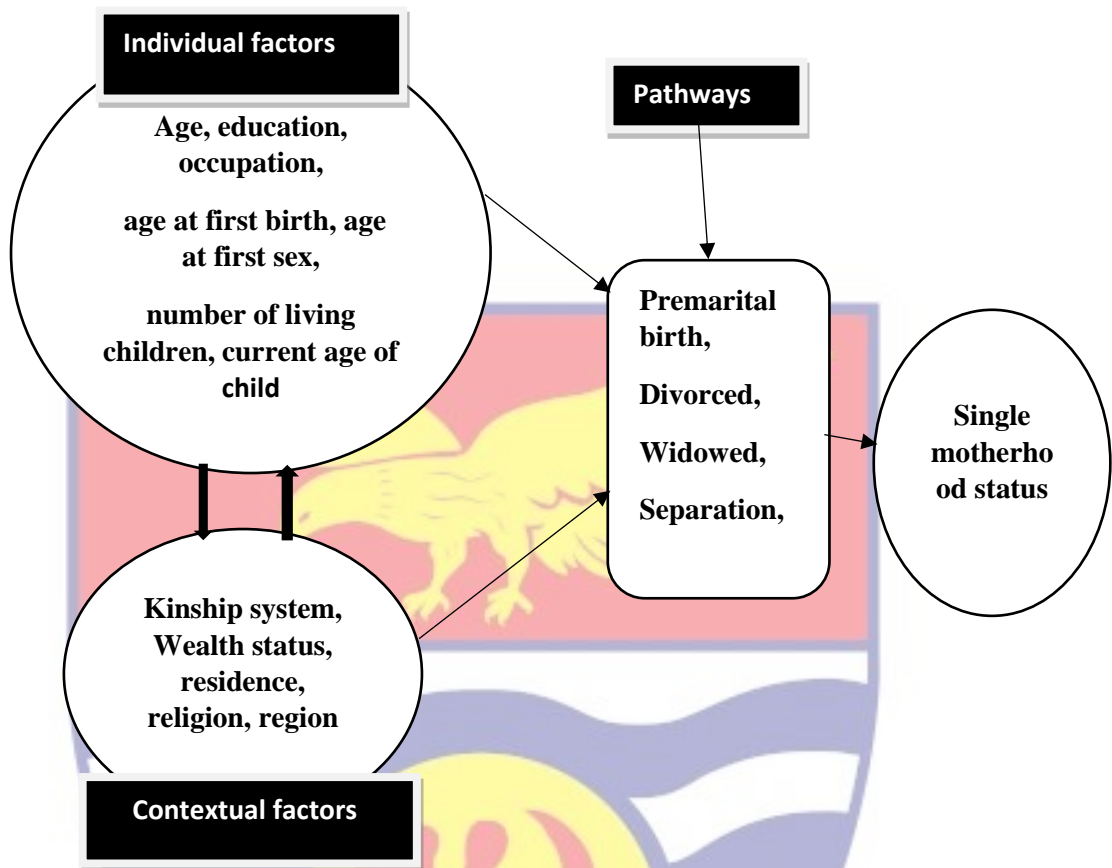 Individual factors
Age, education,
occupation,
age at first birth, age
at first sex,
number of living
children, current age of
child
Pathways
Premarital
birth,
Divorced,
Widowed,
Separation,
Single
motherho
od status
Kinship system,
Wealth status,
residence,
religion, region
Contextual factors